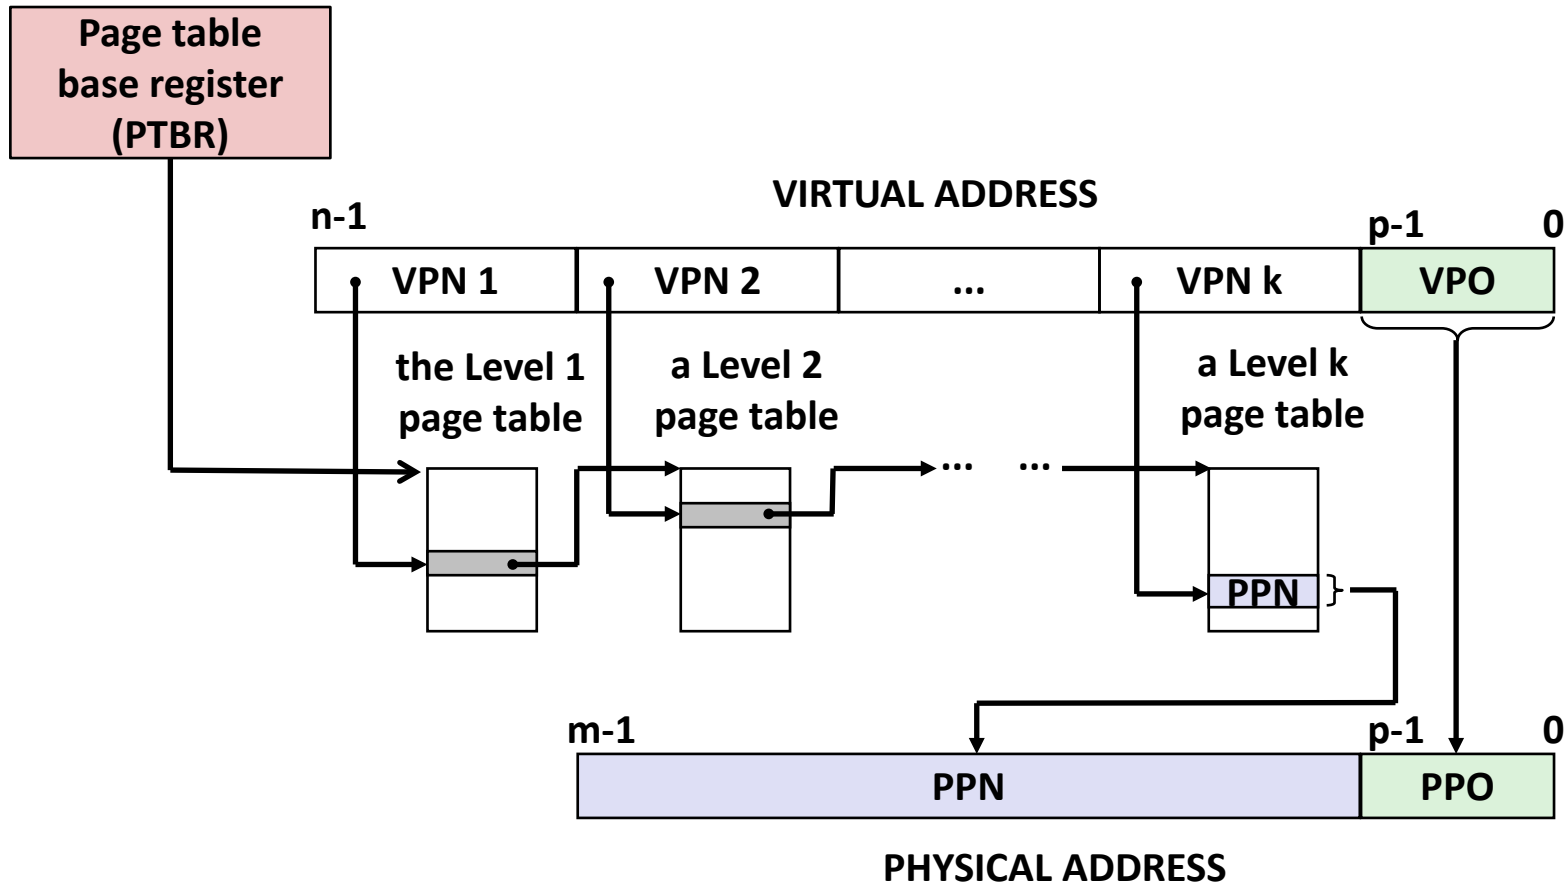 Page table
base register
(PTBR)
VIRTUAL ADDRESS
n-1
p-1
0
VPN 1
VPN 2
...
VPN k
VPO
the Level 1
page table
a Level 2
page table
a Level k
page table
...
...
PPN
m-1
p-1
0
PPN
PPO
PHYSICAL ADDRESS